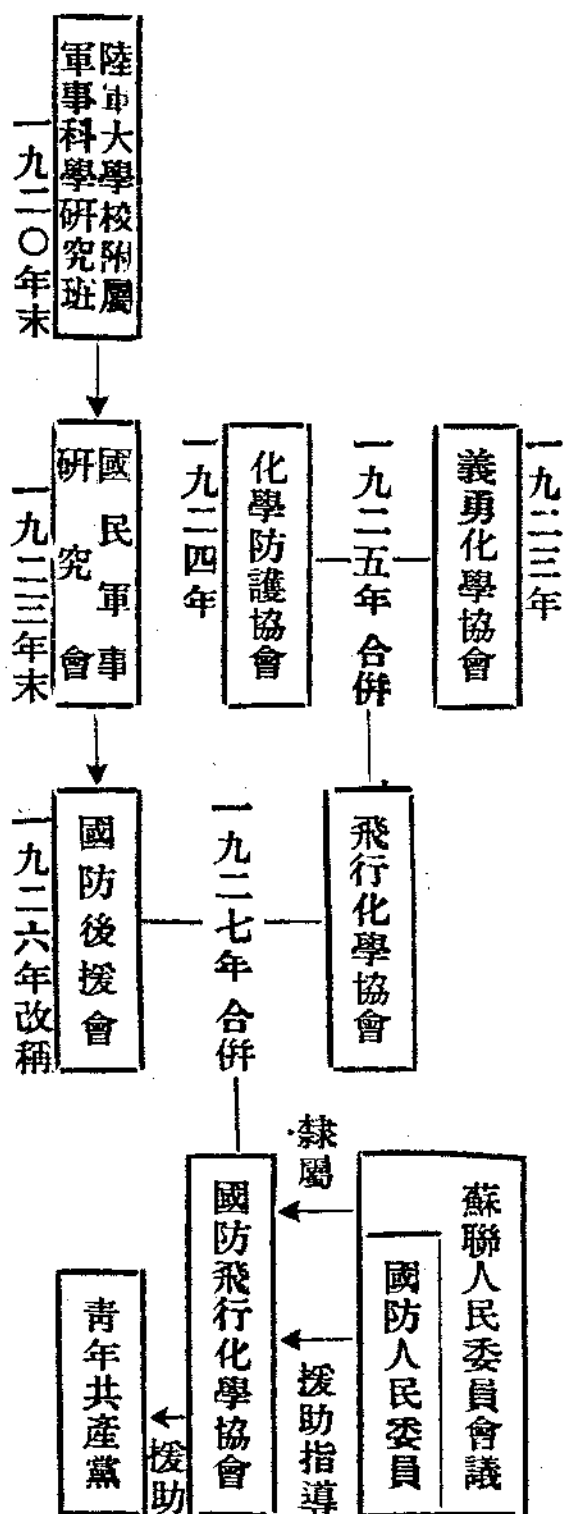 一九二三年
義勇化學協會
一九二五年 合併
化學防護協會
一九二四年
陸軍大學校附屬
軍事科學研究班
一九二〇年末
國民軍事
研究會
一九二三年末
飛行化學協會
一九二七年 合併
國防後援會
一九二六年改稱
蘇聯人民委員會議
國防人民委員
隸屬
援助指導
國防飛行化學協會
援助
青年共產黨